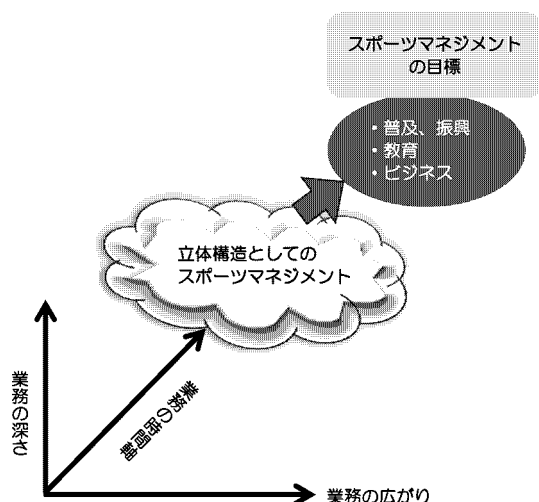 スポーツマネジメント
の目標
・普及、振興
・教育
・ビジネス
立体構造としての
スポーツマネジメント
業務の深さ
業務の時間軸
業務の広がり